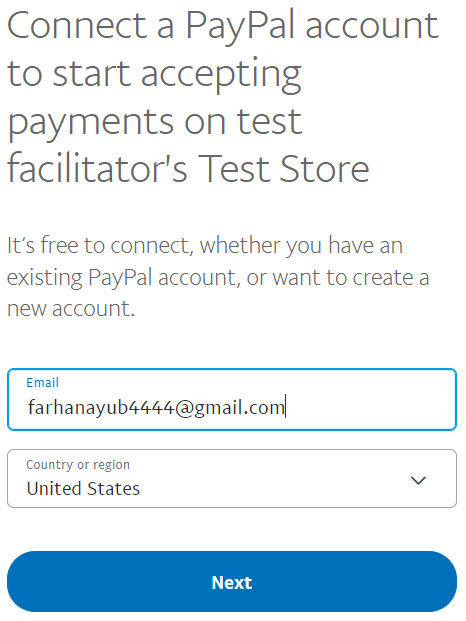 Connect a PayPal account
to start accepting
payments on test
facilitator's Test Store
It's free to connect, whether you have an
existing PayPal account, or want to create a
new account.
Email
farhanayub4444@gmail.com
Country or region
United States
Next